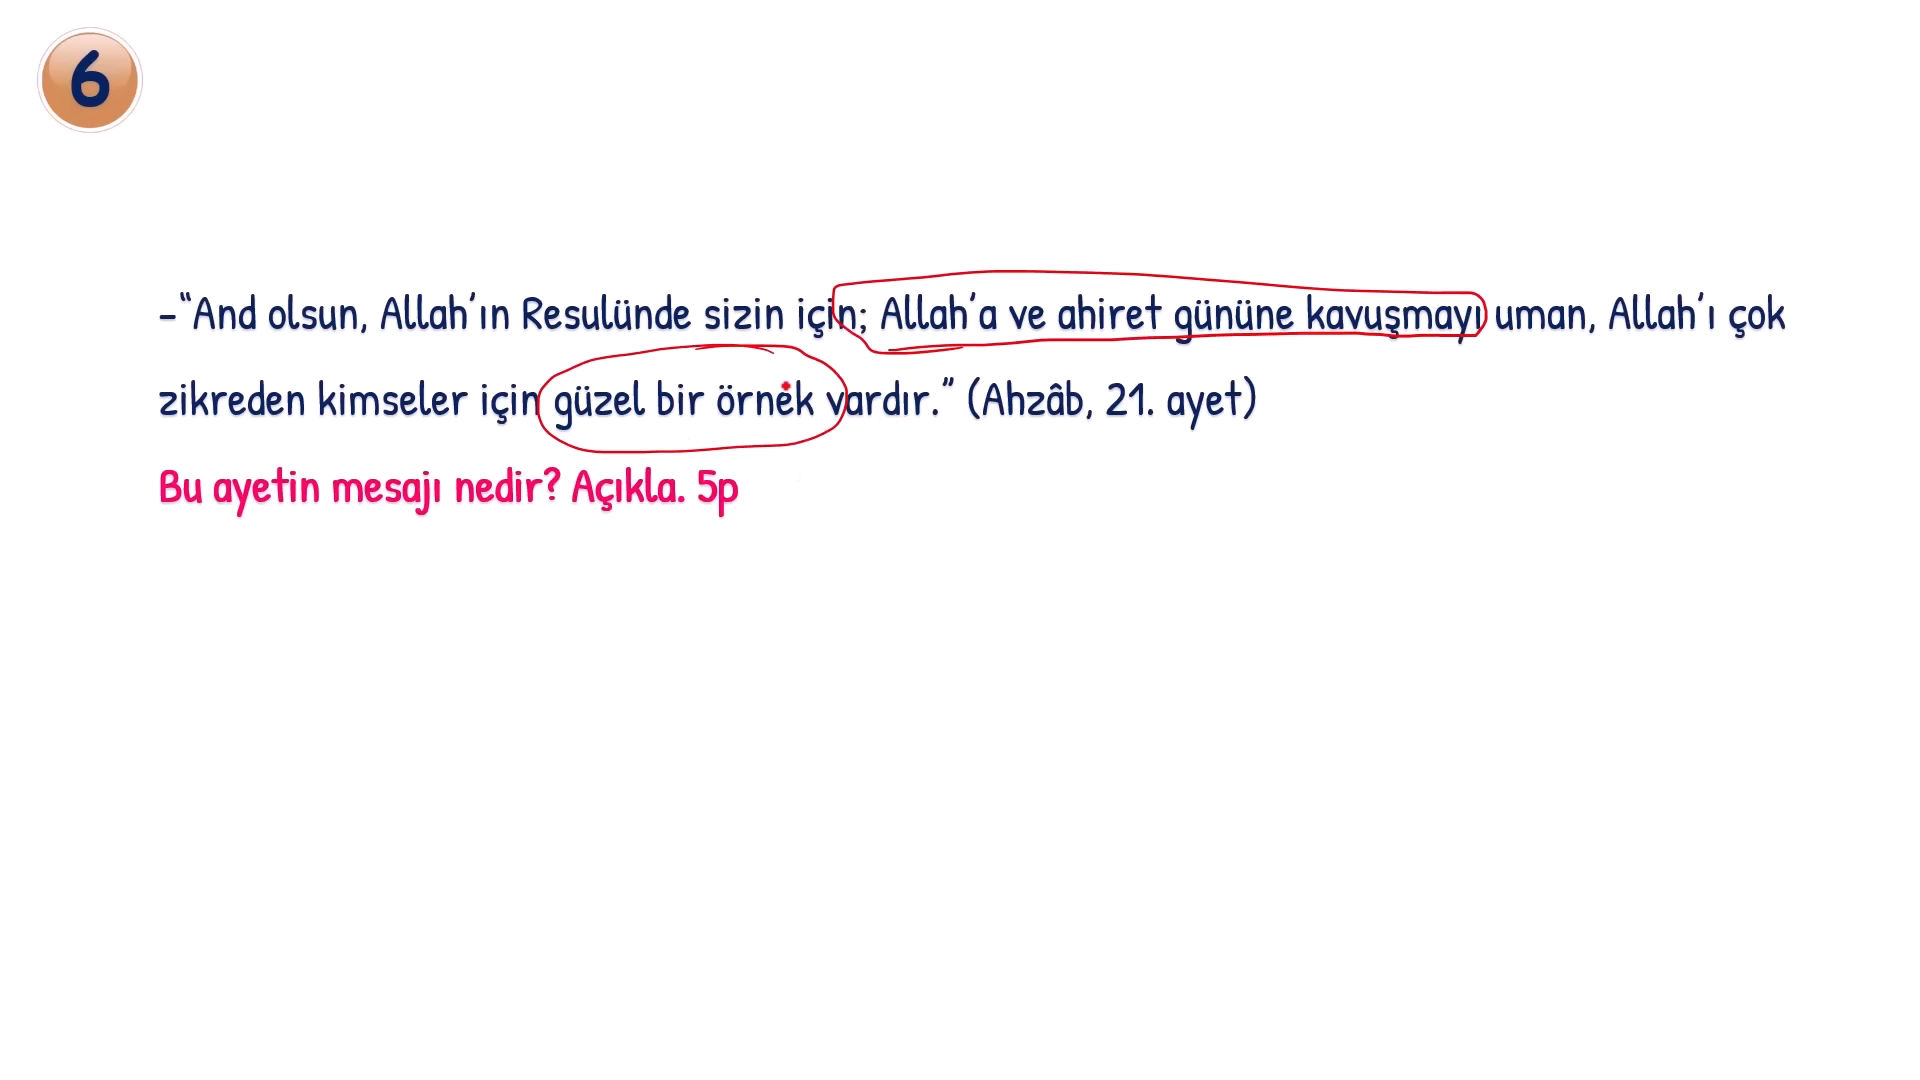 6
-“And olsun, Allah’ın Resulünde sizin için; Allah’a ve ahiret gününe kavuşmayı uman, Allah’ı çok
zikreden kimseler için güzel bir örnek vardır.” (Ahzâb, 21. ayet)
Bu ayetin mesajı nedir? Açıkla. 5p